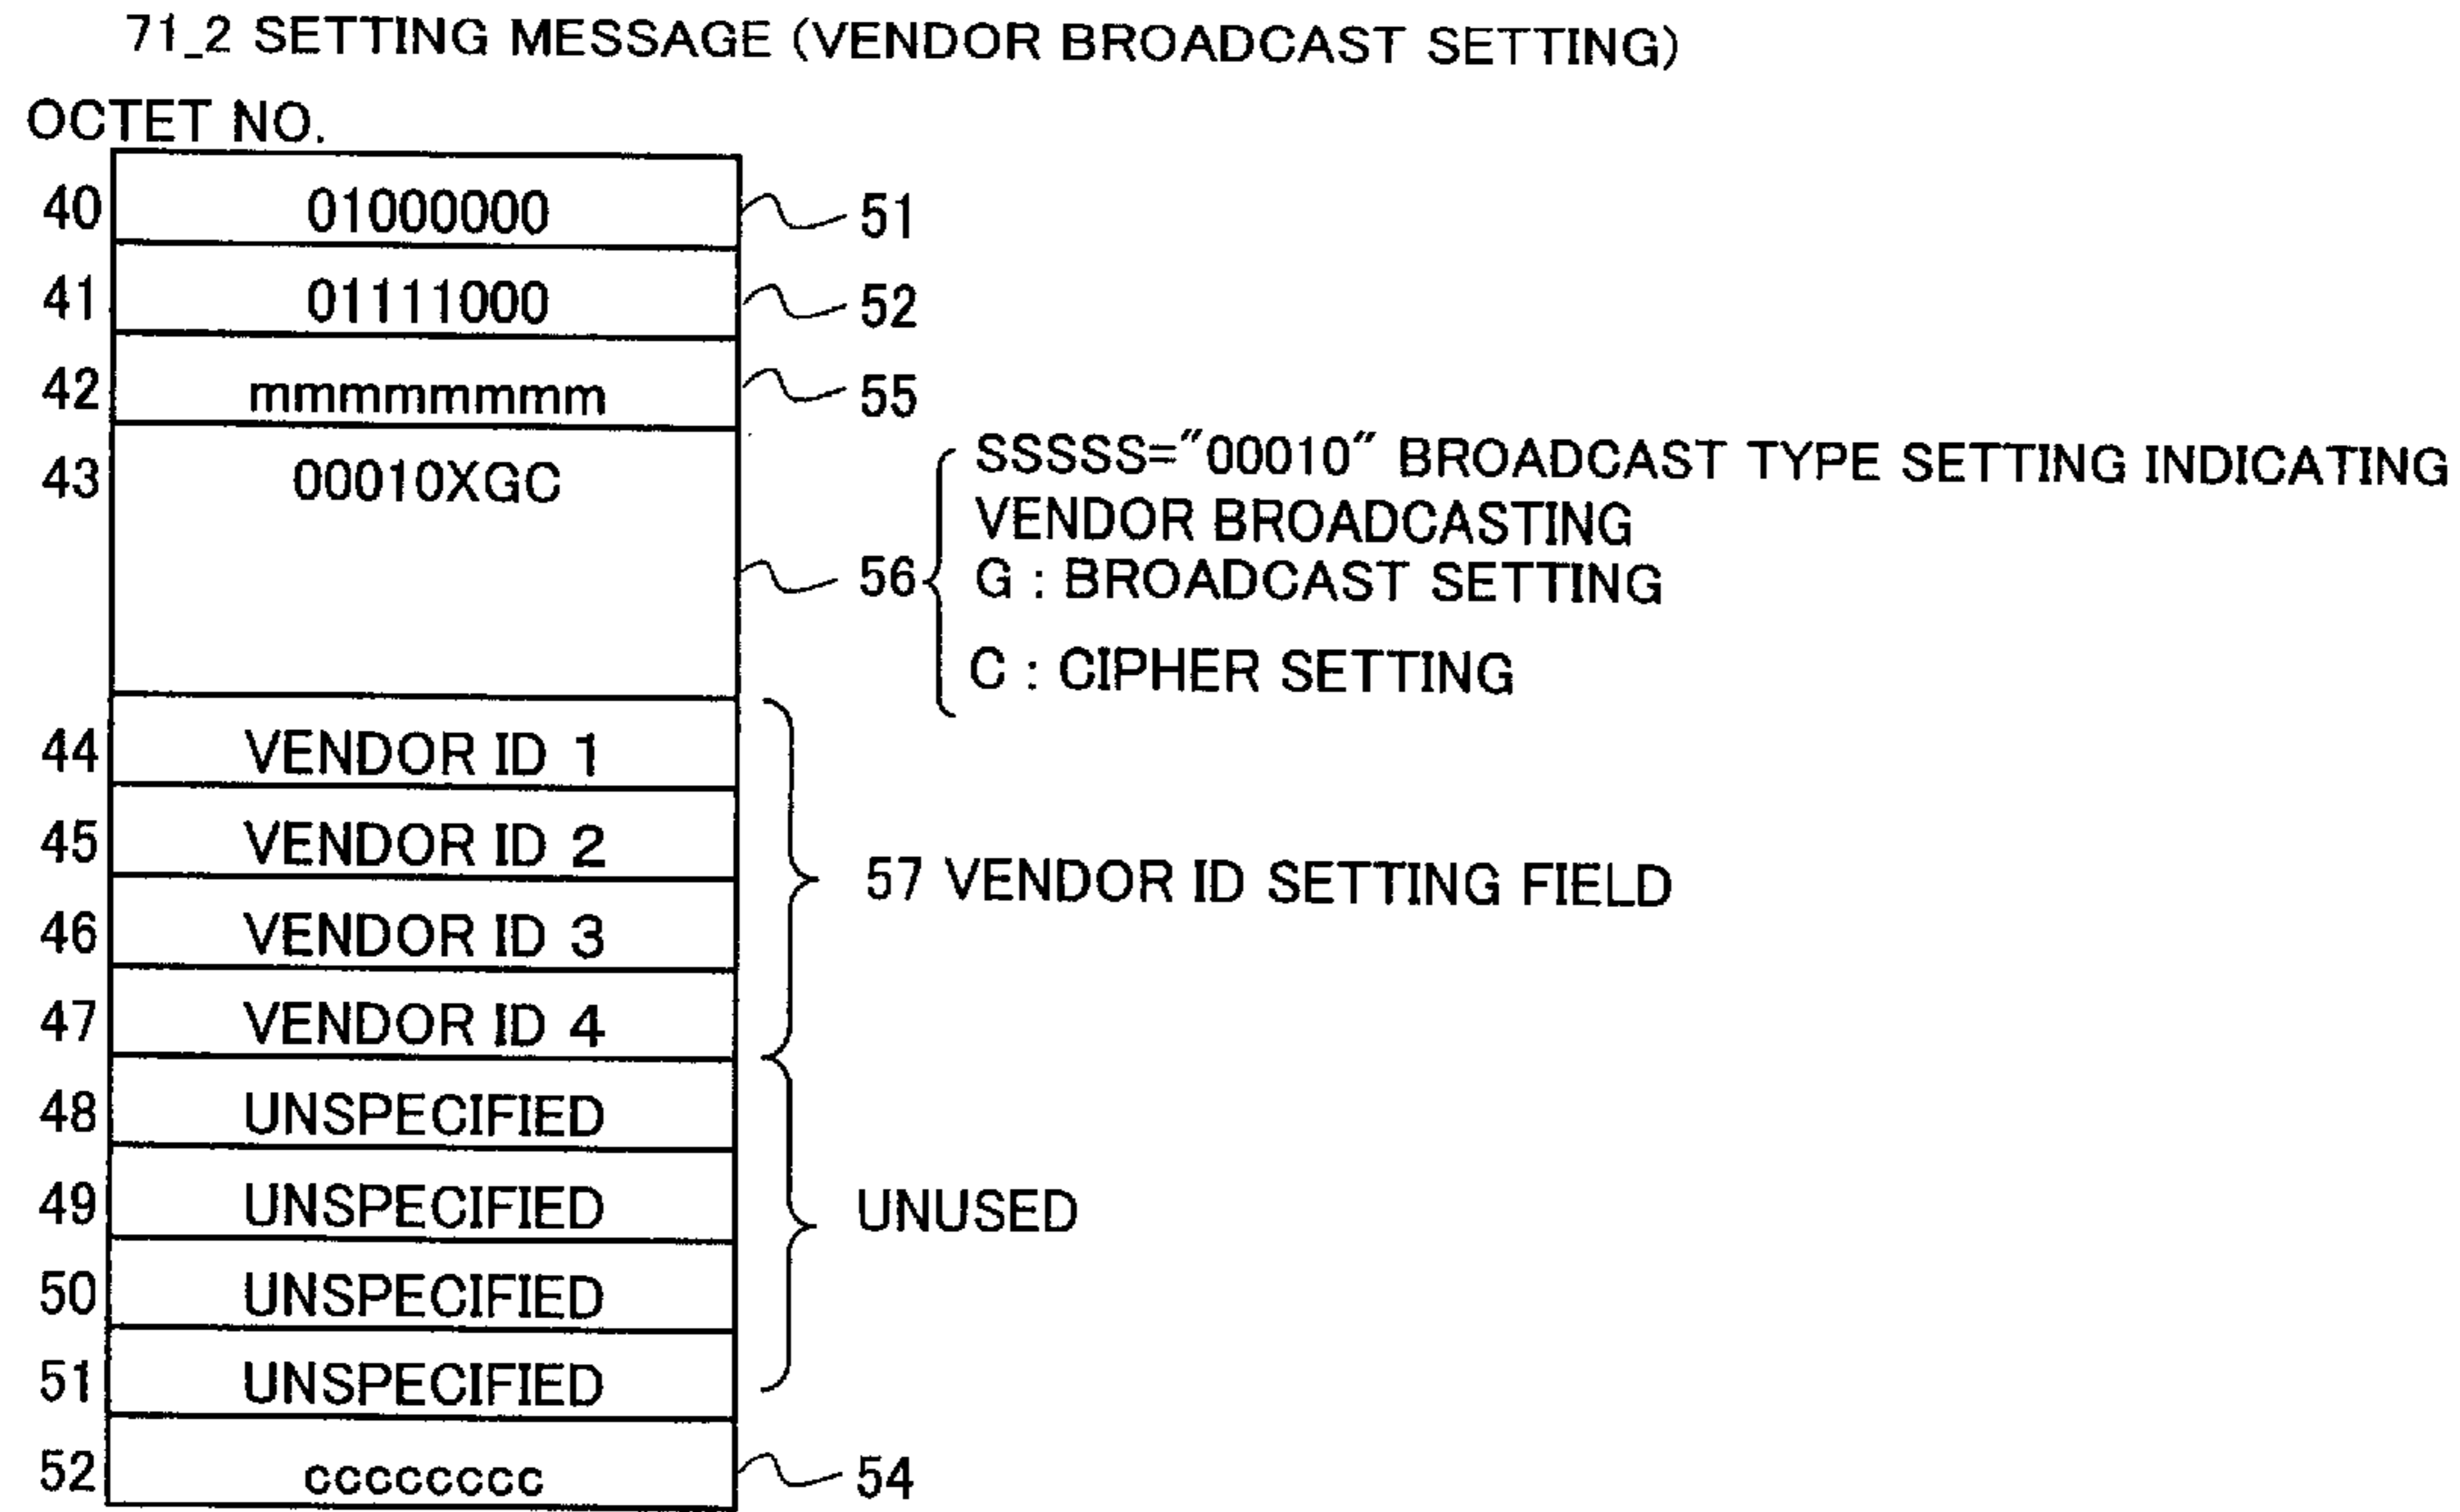 71_2 SETTING MESSAGE (VENDOR BROADCAST SETTING)
OCTET NO.
40 01000000 51
41 01111000 52
42 mmmmmmmm 55
43 00010XGC
56
SSSSS="00010" BROADCAST TYPE SETTING INDICATING
VENDOR BROADCASTING
G : BROADCAST SETTING
C : CIPHER SETTING
44 VENDOR ID 1
45 VENDOR ID 2
57 VENDOR ID SETTING FIELD
46 VENDOR ID 3
47 VENDOR ID 4
48 UNSPECIFIED
49 UNSPECIFIED
UNUSED
50 UNSPECIFIED
51 UNSPECIFIED
52 cccccccc 54